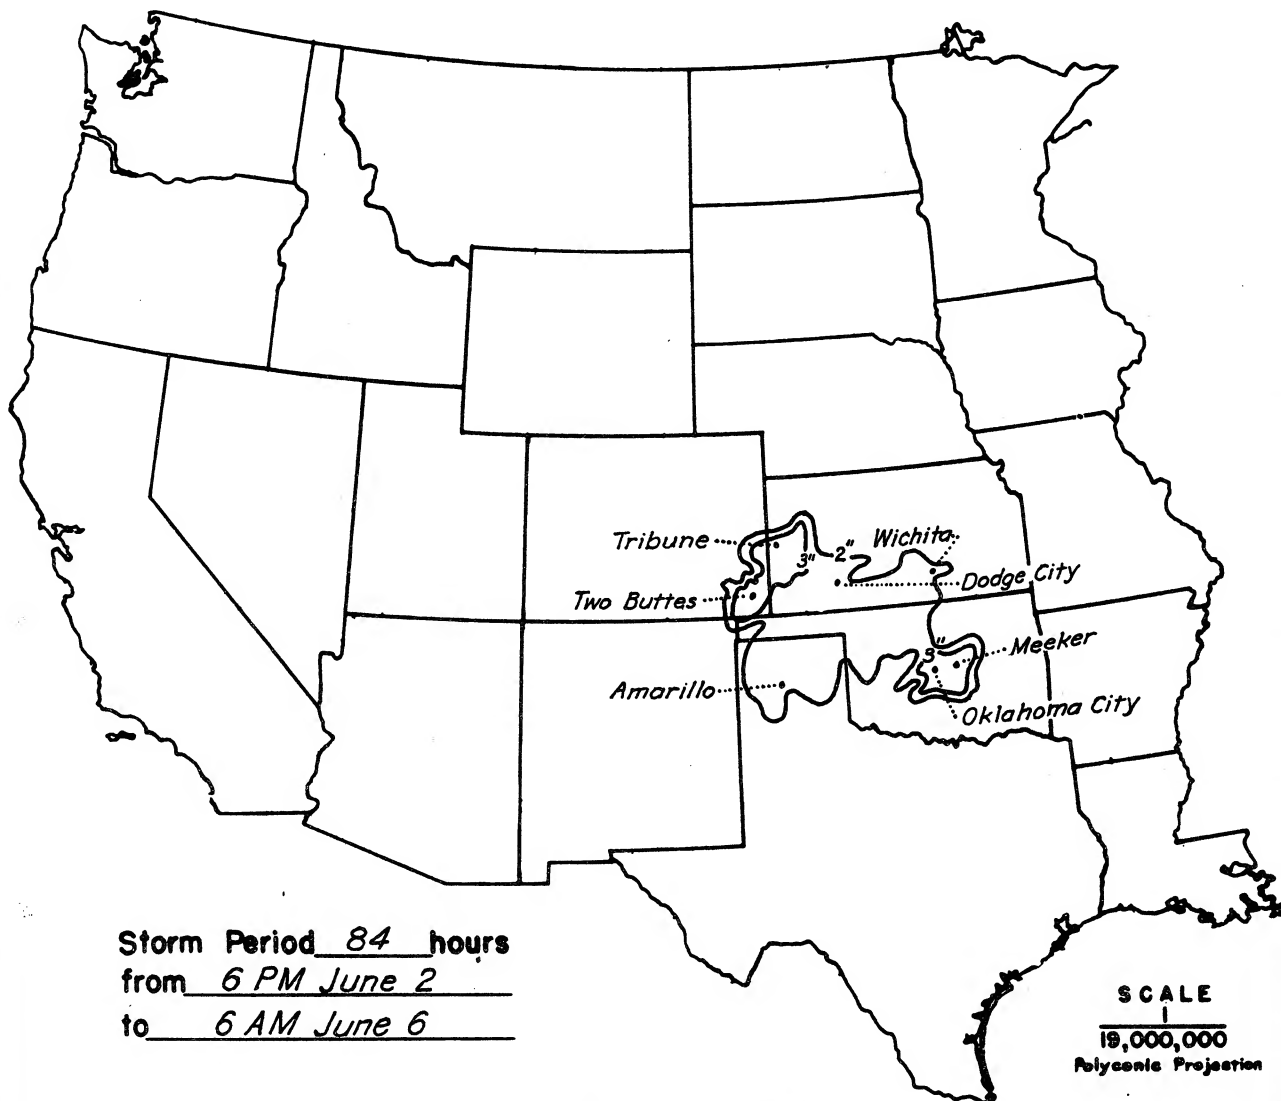 Tribune
3"
2"
Wichita
Dodge City
Two Buttes
3"
Meeker
Amarillo
Oklahoma City
Storm Period 84 hours
from 6 PM June 2
to 6 AM June 6
SCALE
1
19,000,000
Polyconic Projection